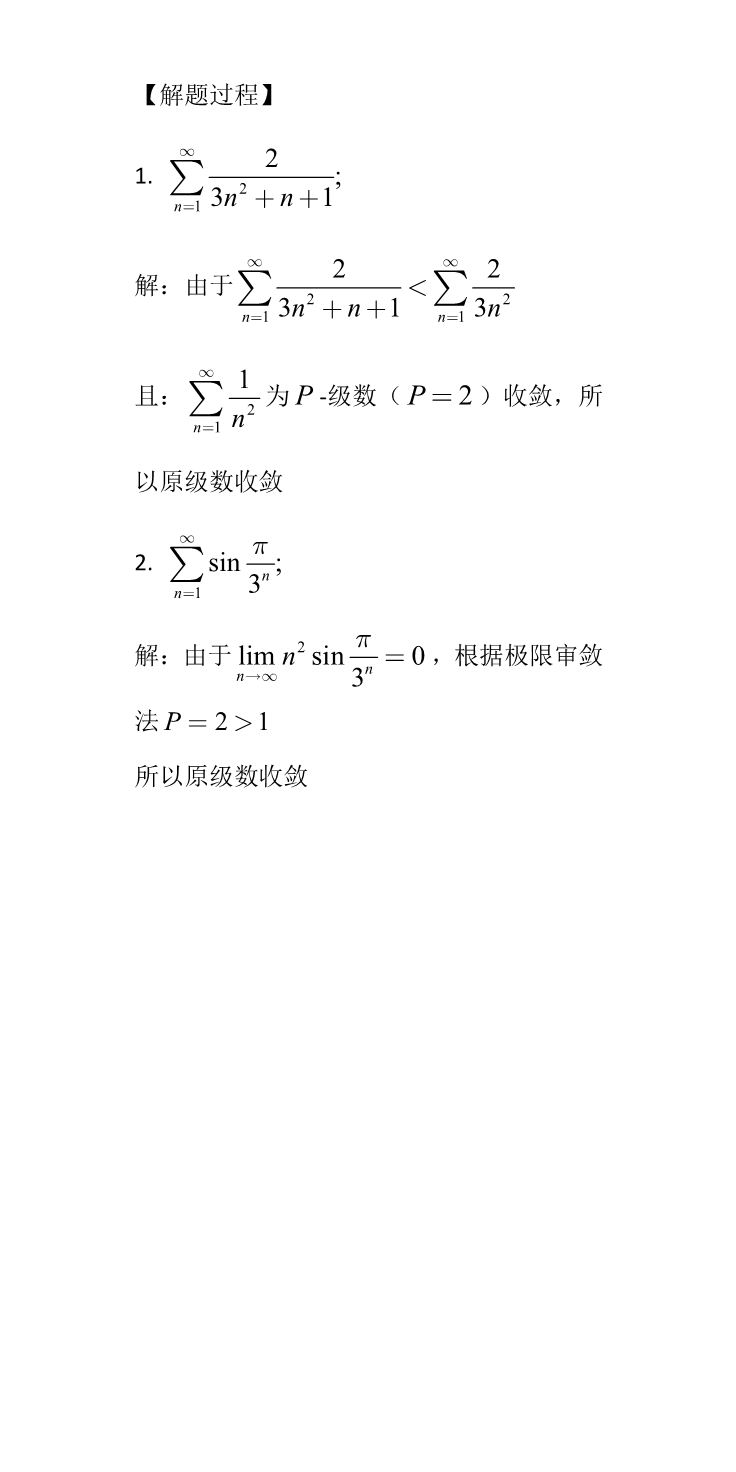 【解题过程】
1. $\sum_{n=1}^{\infty} \frac{2}{3n^2+n+1}$;
解：由于 $\sum_{n=1}^{\infty} \frac{2}{3n^2+n+1} < \sum_{n=1}^{\infty} \frac{2}{3n^2}$
且：$\sum_{n=1}^{\infty} \frac{1}{n^2}$ 为 $P$ -级数（$P=2$）收敛，所
以原级数收敛
2. $\sum_{n=1}^{\infty} \sin\frac{\pi}{3^n}$;
解：由于 $\lim_{n\to\infty} n^2 \sin\frac{\pi}{3^n} = 0$，根据极限审敛
法 $P=2>1$
所以原级数收敛